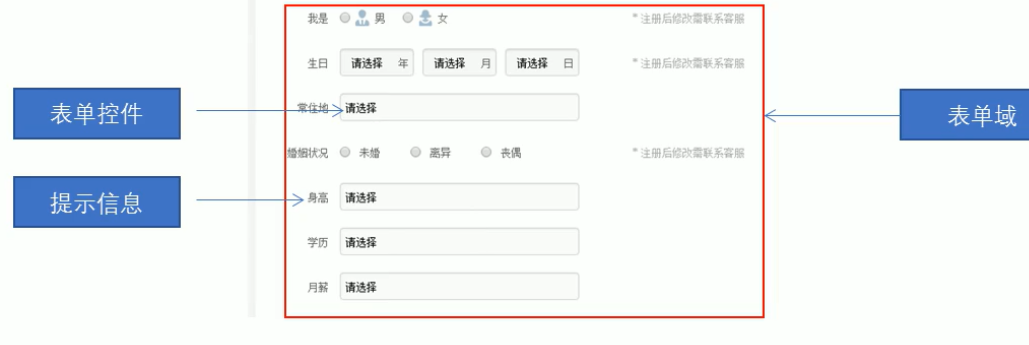 我是 男 女 * 注册后修改需联系客服
生日 请选择 年 请选择 月 请选择 日 * 注册后修改需联系客服
表单控件
常住地 请选择
表单域
婚姻状况 未婚 离异 丧偶 * 注册后修改需联系客服
提示信息
身高 请选择
学历 请选择
月薪 请选择